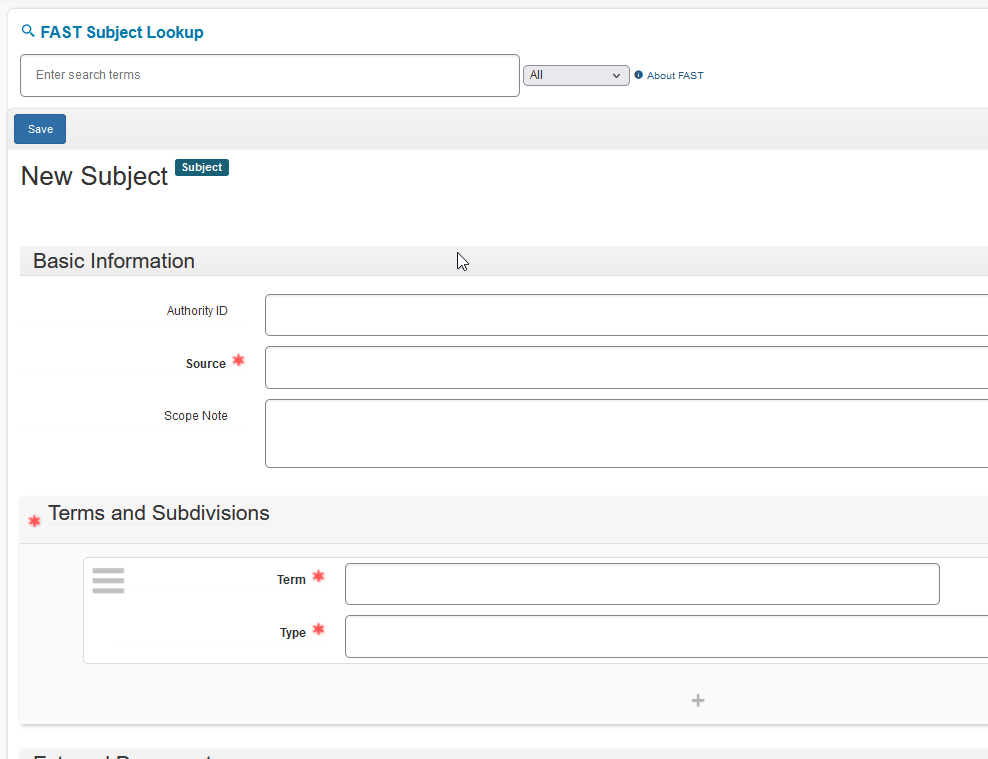 FAST Subject Lookup
Enter search terms
All
About FAST
Save
New Subject
Subject
Basic Information
Authority ID
Source
Scope Note
Terms and Subdivisions
Term
Type